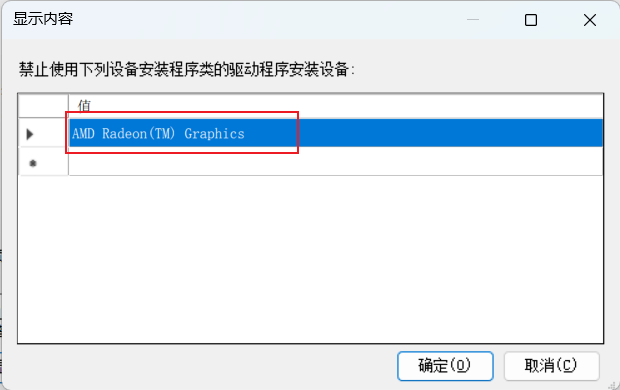 显示内容
禁止使用下列设备安装程序类的驱动程序安装设备:
值
AMD Radeon(TM) Graphics
确定(O)
取消(C)